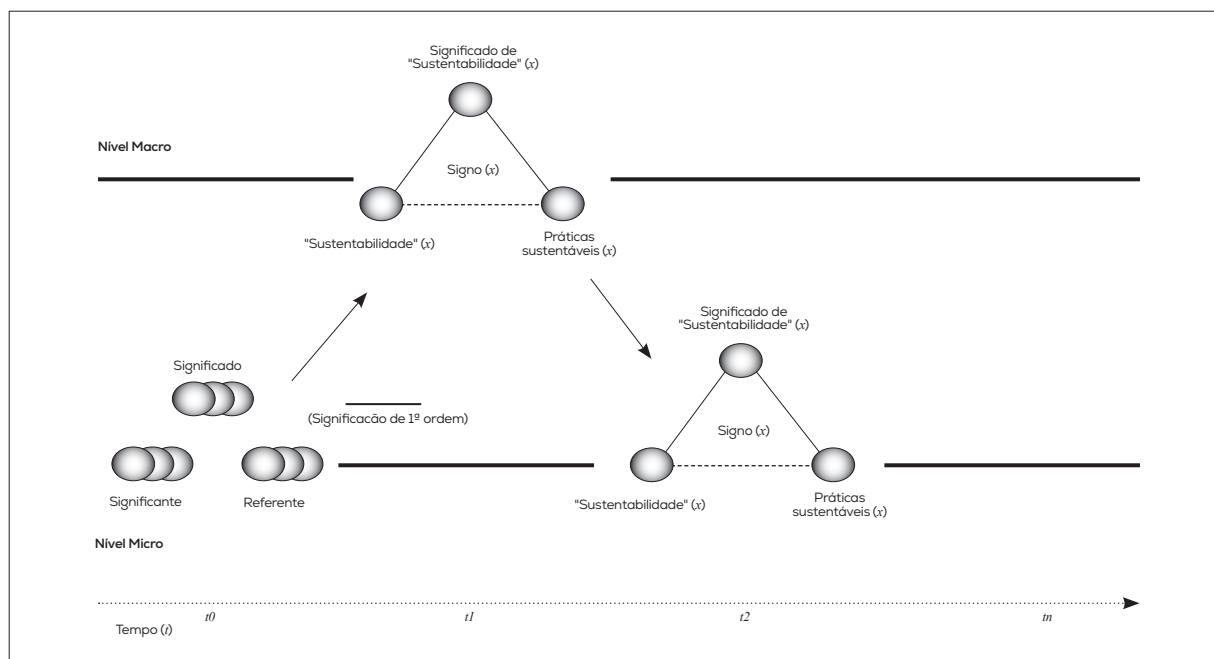 Significado de
"Sustentabilidade" (x)
Nível Macro
Signo (x)
"Sustentabilidade" (x)
Práticas
sustentáveis (x)
Significado de
"Sustentabilidade" (x)
Significado
(Significacão de 1ª ordem)
Signo (x)
Significante
Referente
"Sustentabilidade" (x)
Práticas
sustentáveis (x)
Nível Micro
t0
t1
t2
tn
Tempo (t)